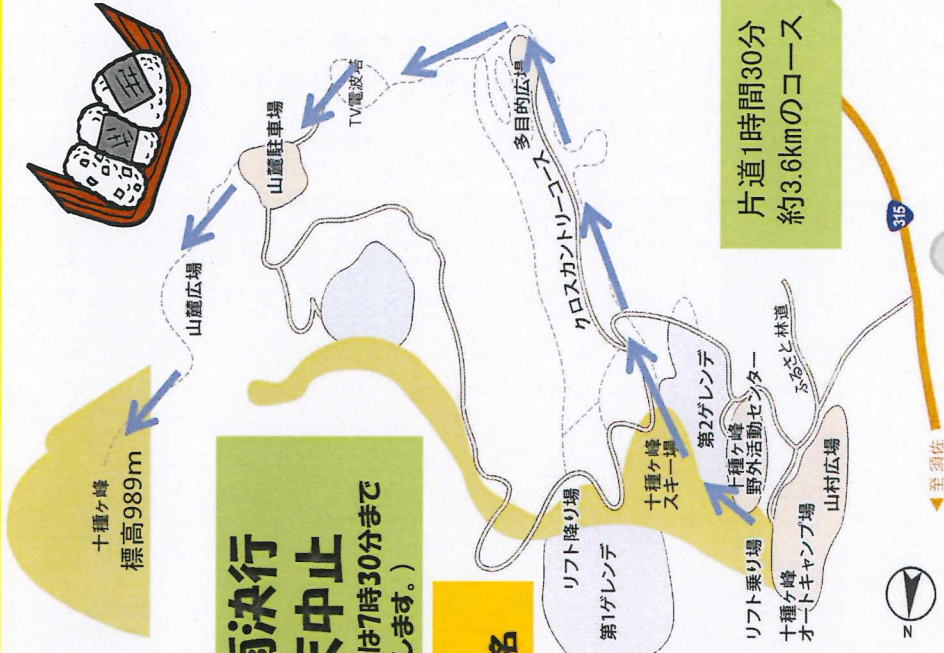 十種ヶ峰
標高989m
山麓広場
山麓駐車場
TV電波塔
多目的広場
クロスカントリーコース
片道1時間30分
約3.6kmのコース
雨決行
中止
は7時30分まで
します。)
名
リフト降り場
第1ゲレンデ
十種ヶ峰
スキー場
第2ゲレンデ
十種ヶ峰
野外活動センター
ふるさと林道
リフト乗り場
十種ヶ峰
オートキャンプ場
山村広場
315
至 須佐
N